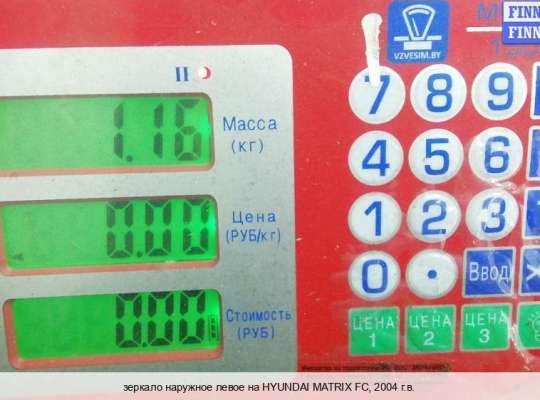 FINN
FINN
II
VZVESIM.BY
1.16
Масса
(кг)
0.00
Цена
(РУБ/кг)
0.00
Стоимость
(РУБ)
7 8 9
4 5 6
1 2 3
0 . Ввод X
ЦЕНА 1
ЦЕНА 2
ЦЕНА 3
зеркало наружное левое на HYUNDAI MATRIX FC, 2004 г.в.